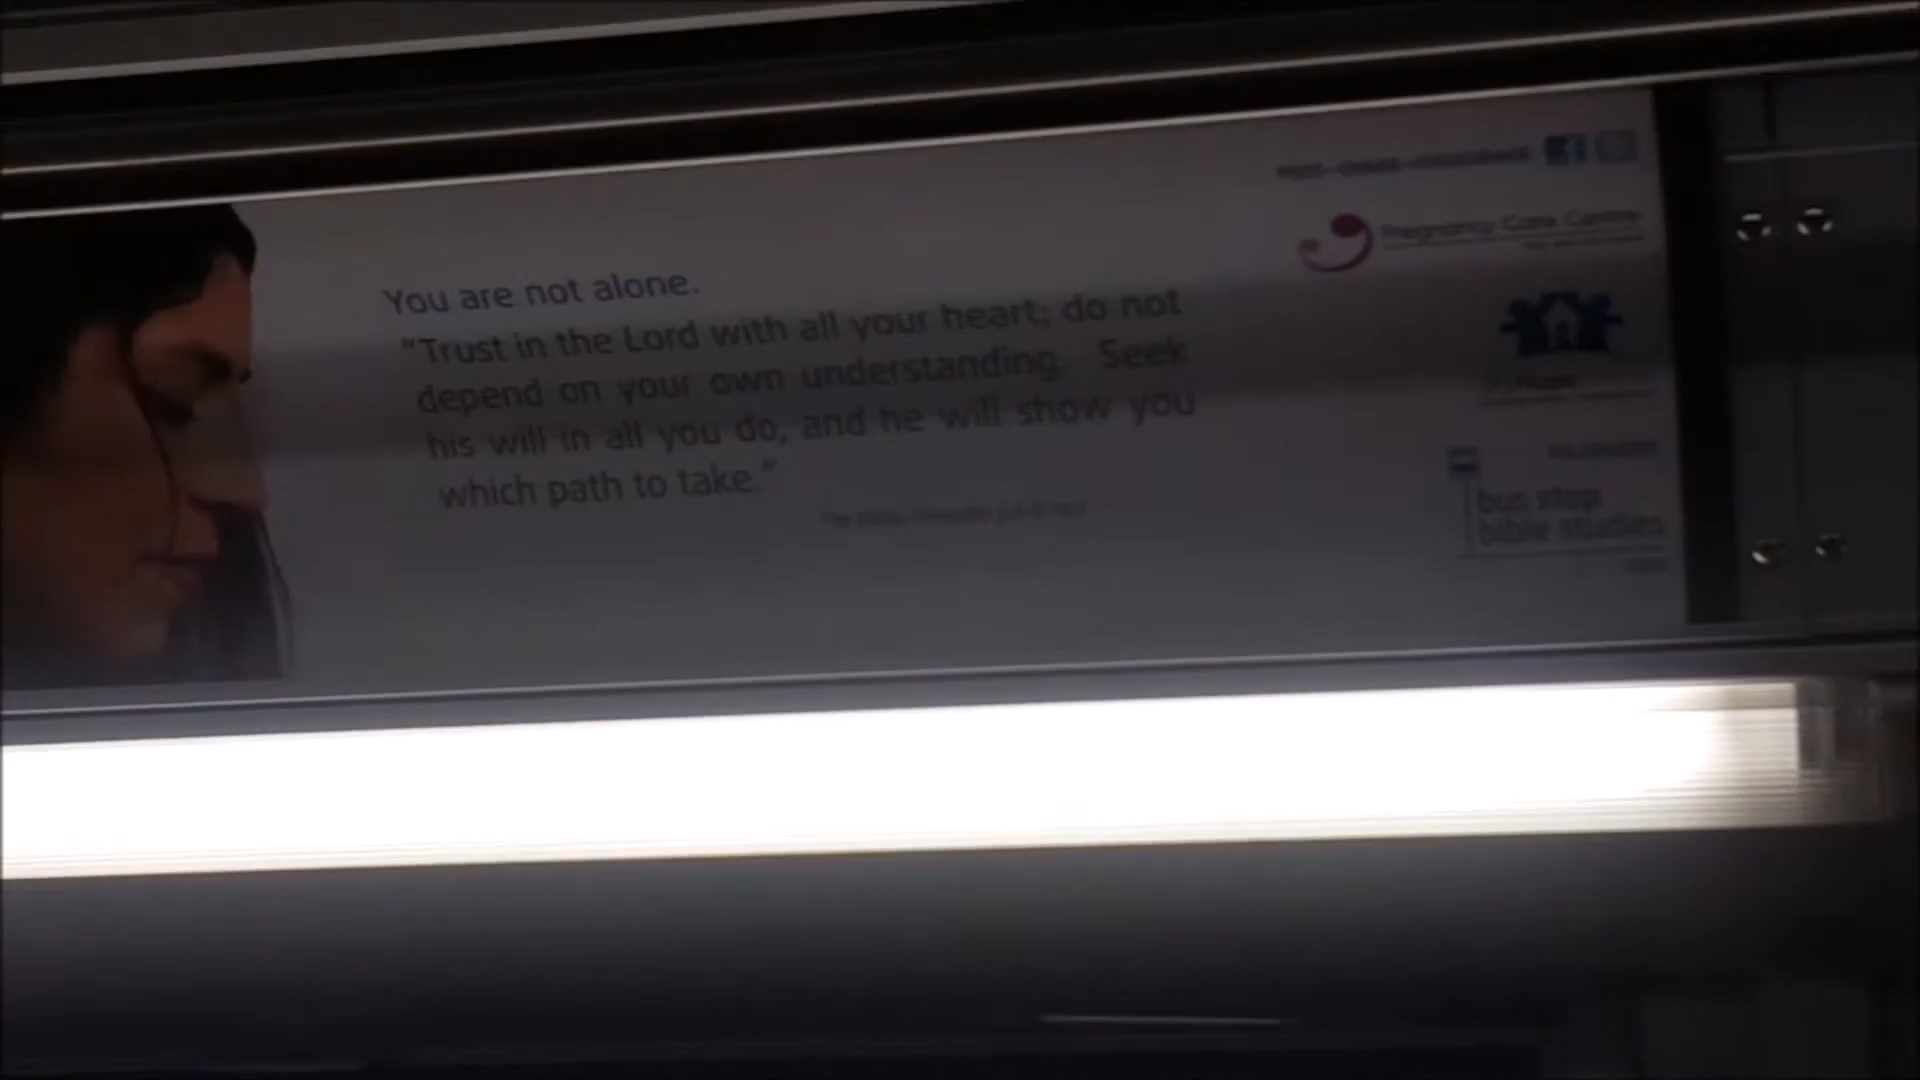 You are not alone.
"Trust in the Lord with all your heart; do not
depend on your own understanding. Seek
his will in all you do, and he will show you
which path to take."
Pregnancy Care Centre
bus stop
bible studies